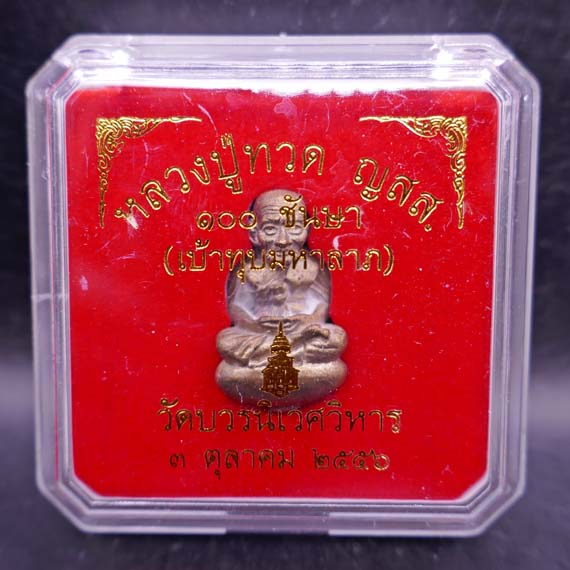 หลวงปู่ทวด ญสส.
๑๐๐ ชันษา
(เบ้าทุบมหาลาภ)
วัดบวรนิเวศวิหาร
๓ ตุลาคม ๒๕๕๖